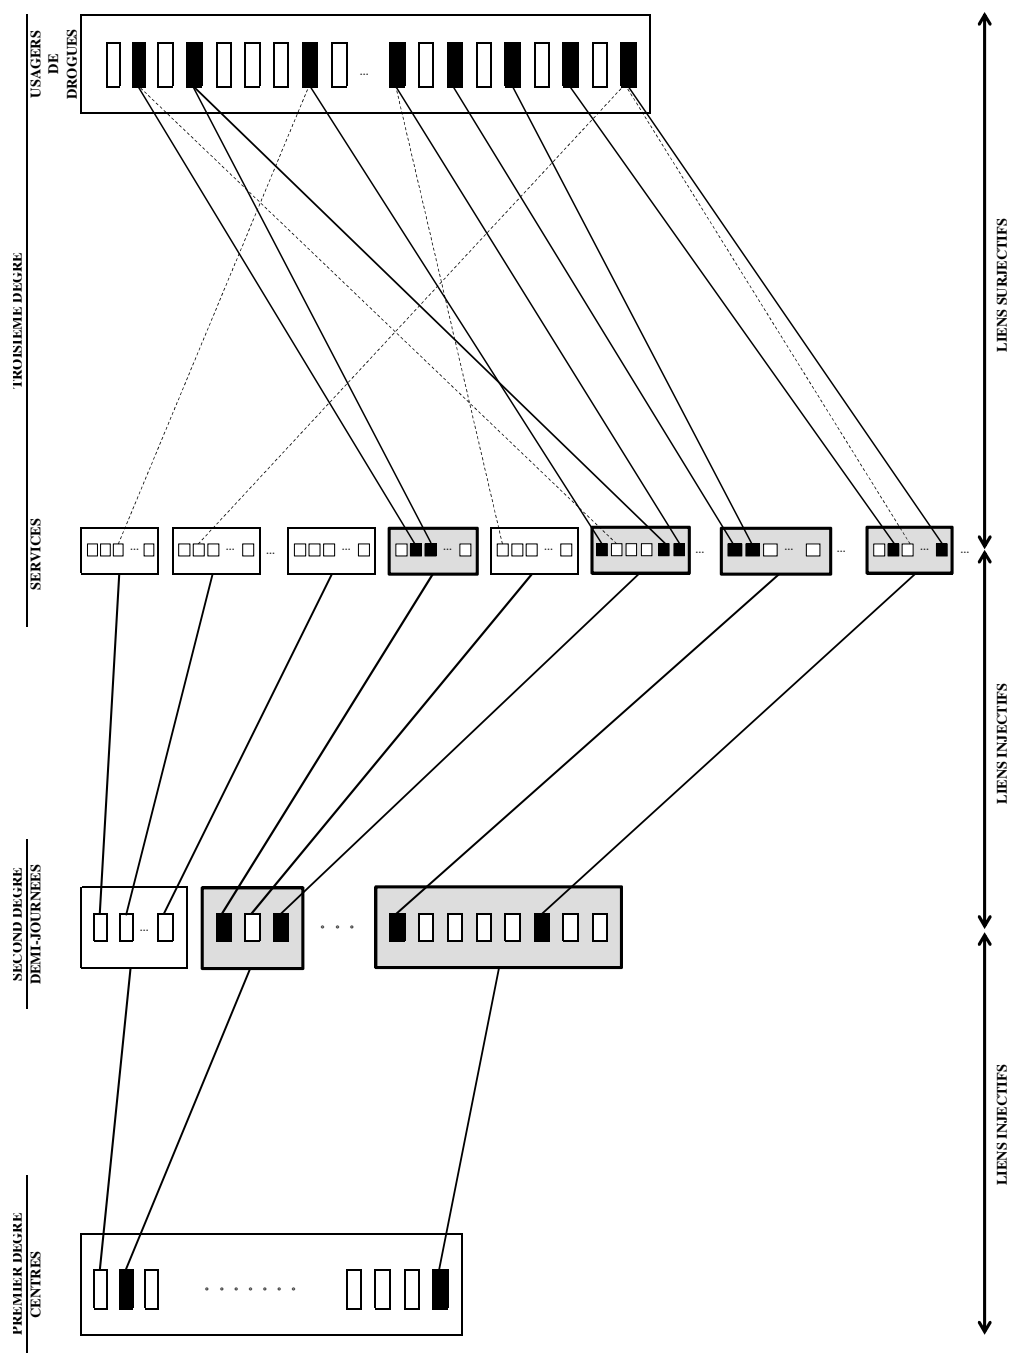 USAGERS
DE
DROGUES
TROISIEME DEGRE
SERVICES
SECOND DEGRE
DEMI-JOURNEES
PREMIER DEGRE
CENTRES
LIENS SURJECTIFS
LIENS INJECTIFS
LIENS INJECTIFS